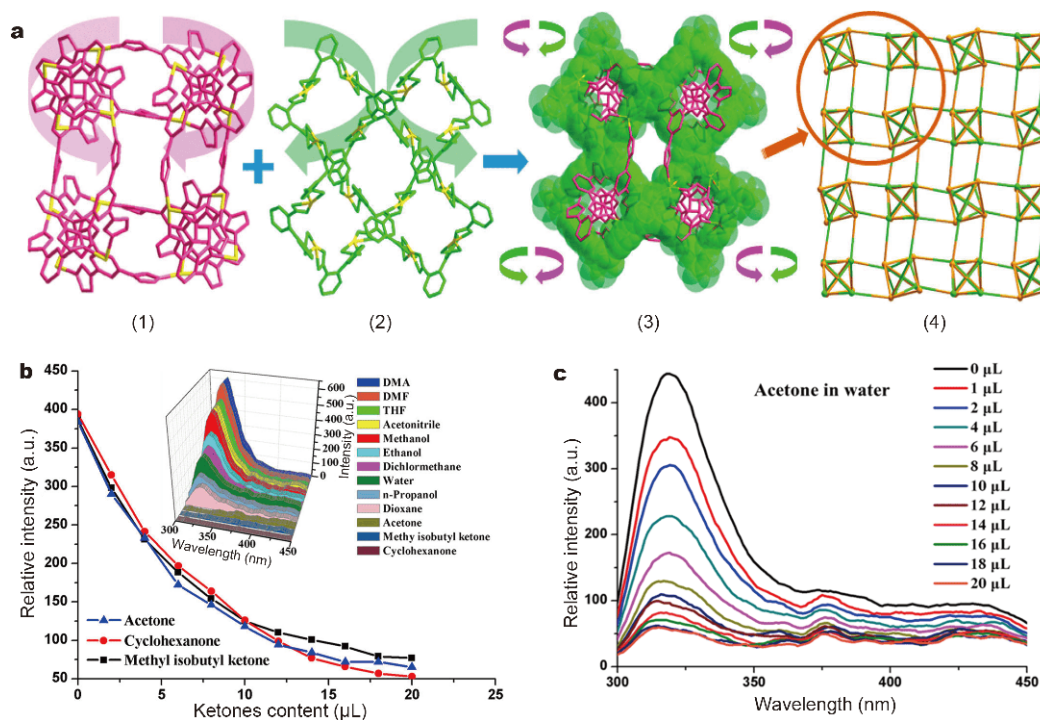 a
(1)
(2)
(3)
(4)
b
450
400
350
300
250
200
150
100
50
Relative intensity (a.u.)
0
5
10
15
20
25
Ketones content (µL)
Acetone
Cyclohexanone
Methyl isobutyl ketone
600
500
400
300
200
100
0
Intensity (a.u.)
300
350
400
450
Wavelength (nm)
DMA
DMF
THF
Acetonitrile
Methanol
Ethanol
Dichlormethane
Water
n-Propanol
Dioxane
Acetone
Methy isobutyl ketone
Cyclohexanone
c
Acetone in water
400
300
200
100
0
Relative intensity (a.u.)
300
350
400
450
Wavelength (nm)
0 µL
1 µL
2 µL
4 µL
6 µL
8 µL
10 µL
12 µL
14 µL
16 µL
18 µL
20 µL